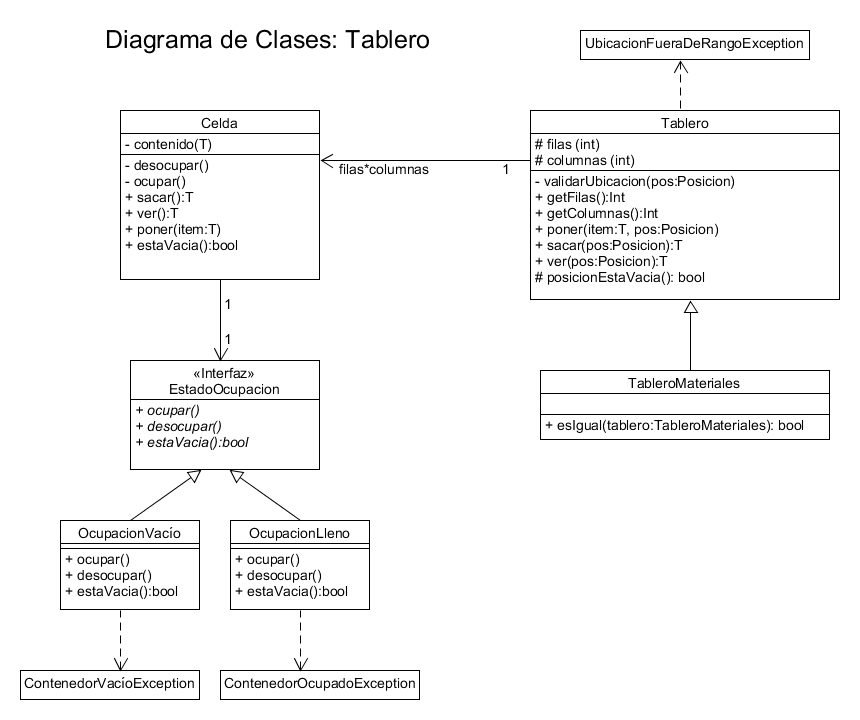 Diagrama de Clases: Tablero
UbicacionFueraDeRangoException
Celda
- contenido(T)
- desocupar()
- ocupar()
+ sacar():T
+ ver():T
+ poner(item:T)
+ estaVacia():bool
filas*columnas
1
Tablero
# filas (int)
# columnas (int)
- validarUbicacion(pos:Posicion)
+ getFilas():Int
+ getColumnas():Int
+ poner(item:T, pos:Posicion)
+ sacar(pos:Posicion):T
+ ver(pos:Posicion):T
# posicionEstaVacia(): bool
1
1
«Interfaz»
EstadoOcupacion
+ ocupar()
+ desocupar()
+ estaVacia():bool
TableroMateriales
+ esIgual(tablero:TableroMateriales): bool
OcupacionVacío
+ ocupar()
+ desocupar()
+ estaVacia():bool
OcupacionLleno
+ ocupar()
+ desocupar()
+ estaVacia():bool
ContenedorVacíoException
ContenedorOcupadoException